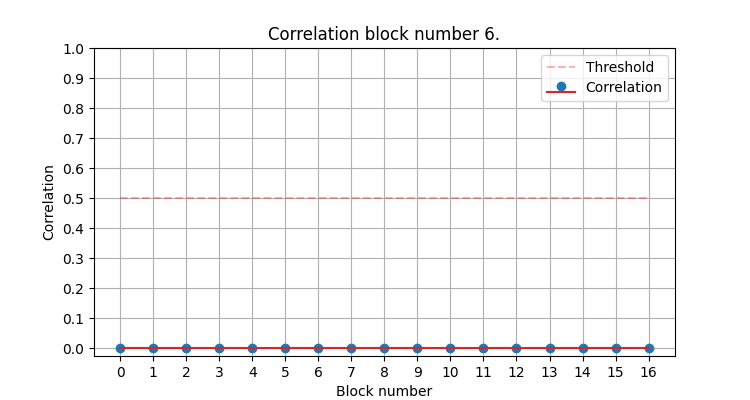 Correlation block number 6.
1.0
0.9
0.8
0.7
0.6
0.5
0.4
0.3
0.2
0.1
0.0
Correlation
Threshold
Correlation
0 1 2 3 4 5 6 7 8 9 10 11 12 13 14 15 16
Block number